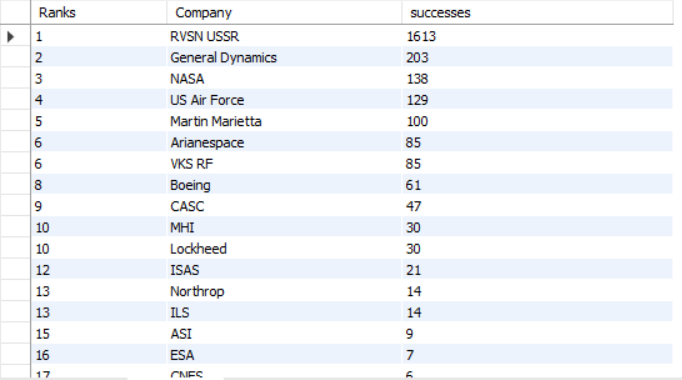 Ranks Company successes
1 RVSN USSR 1613
2 General Dynamics 203
3 NASA 138
4 US Air Force 129
5 Martin Marietta 100
6 Arianespace 85
6 VKS RF 85
8 Boeing 61
9 CASC 47
10 MHI 30
10 Lockheed 30
12 ISAS 21
13 Northrop 14
13 ILS 14
15 ASI 9
16 ESA 7
17 CNES 6